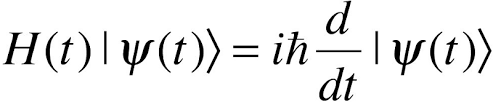 H(t) | ψ(t)⟩ = iħ d/dt | ψ(t)⟩